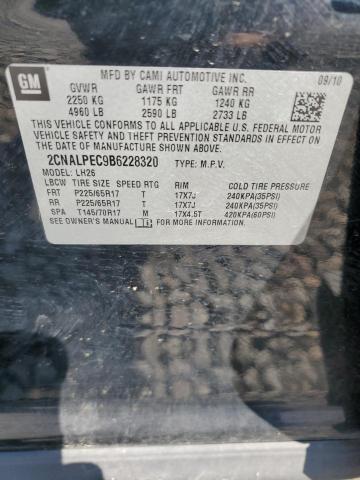 GM
MFD BY CAMI AUTOMOTIVE INC. 09/10
GVWR GAWR FRT GAWR RR
2250 KG 1175 KG 1240 KG
4960 LB 2590 LB 2733 LB
THIS VEHICLE CONFORMS TO ALL APPLICABLE U.S. FEDERAL MOTOR
VEHICLE SAFETY, BUMPER, AND THEFT PREVENTION STANDARDS IN
EFFECT ON THE DATE OF MANUFACTURE SHOWN ABOVE.
2CNALPEC9B6228320 TYPE: M.P.V.
MODEL: LH26
LBCW TIRE SIZE SPEED RTG RIM COLD TIRE PRESSURE
FRT P225/65R17 T 17X7J 240KPA(35PSI)
RR P225/65R17 T 17X7J 240KPA(35PSI)
SPA T145/70R17 M 17X4.5T 420KPA(60PSI)
SEE OWNER'S MANUAL FOR ADDITIONAL INFORMATION.